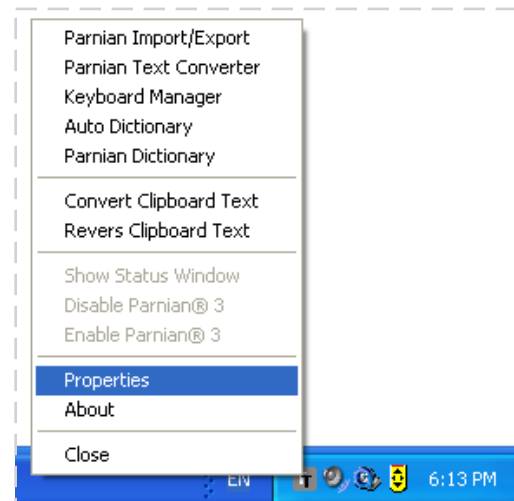 Parnian Import/Export
Parnian Text Converter
Keyboard Manager
Auto Dictionary
Parnian Dictionary
Convert Clipboard Text
Revers Clipboard Text
Show Status Window
Disable Parnian® 3
Enable Parnian® 3
Properties
About
Close
EN 6:13 PM